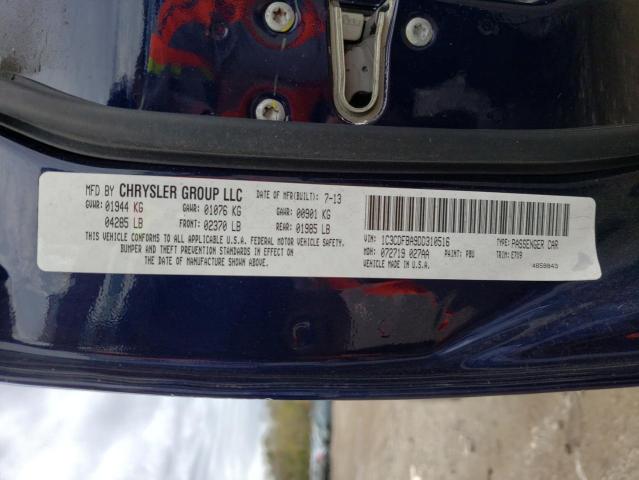 MFD BY CHRYSLER GROUP LLC DATE OF MFR(BUILT) 7-13
GVWR: 01944 KG GAWR: 01076 KG GAWR: 00901 KG
04285 LB FRONT: 02370 LB REAR: 01985 LB
THIS VEHICLE CONFORMS TO ALL APPLICABLE U.S.A. FEDERAL MOTOR VEHICLE SAFETY,
BUMPER AND THEFT PREVENTION STANDARDS IN EFFECT ON
THE DATE OF MANUFACTURE SHOWN ABOVE.
VIN: 1C3CDFBA9DD310516 TYPE: PASSENGER CAR
MDH: 072719 027AA PAINT: PBU TRIM: E7X9
VEHICLE MADE IN U.S.A. 4659843